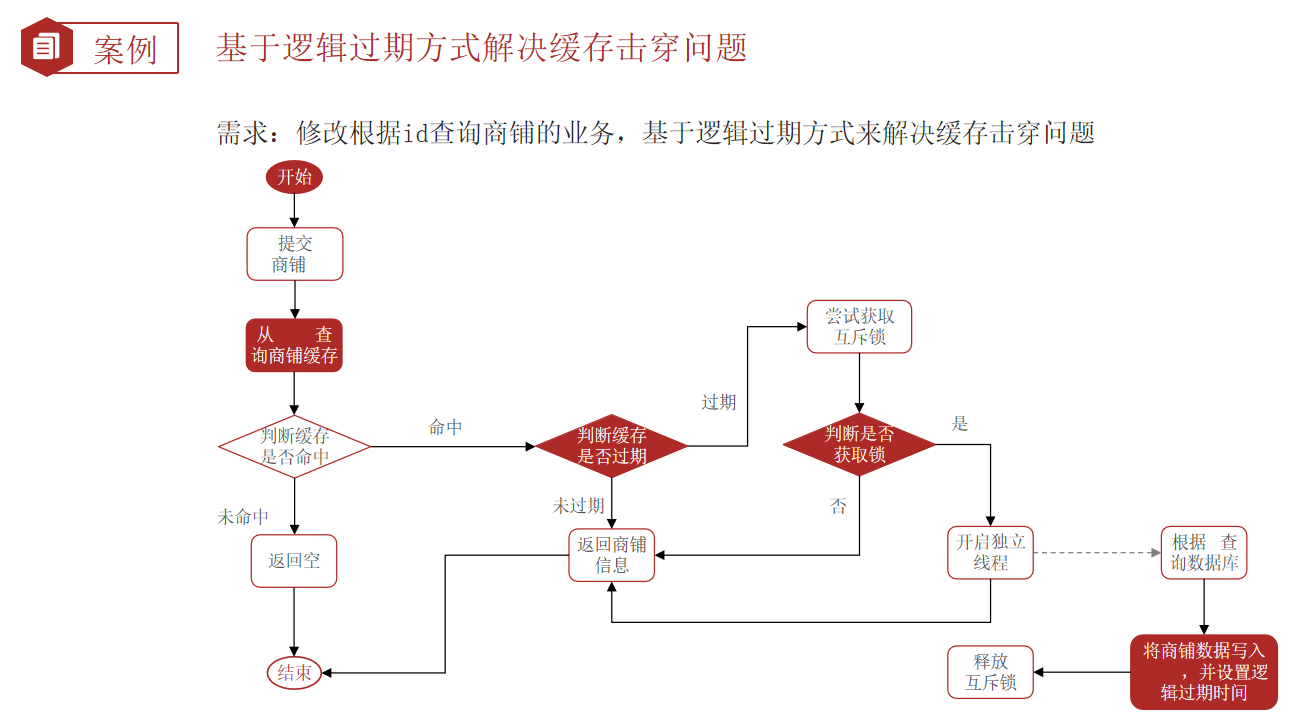 案例
基于逻辑过期方式解决缓存击穿问题
需求：修改根据id查询商铺的业务，基于逻辑过期方式来解决缓存击穿问题
开始
提交
商铺
从 查
询商铺缓存
判断缓存
是否命中
命中
未命中
返回空
结束
判断缓存
是否过期
过期
未过期
返回商铺
信息
尝试获取
互斥锁
判断是否
获取锁
是
否
开启独立
线程
根据 查
询数据库
将商铺数据写入
，并设置逻
辑过期时间
释放
互斥锁